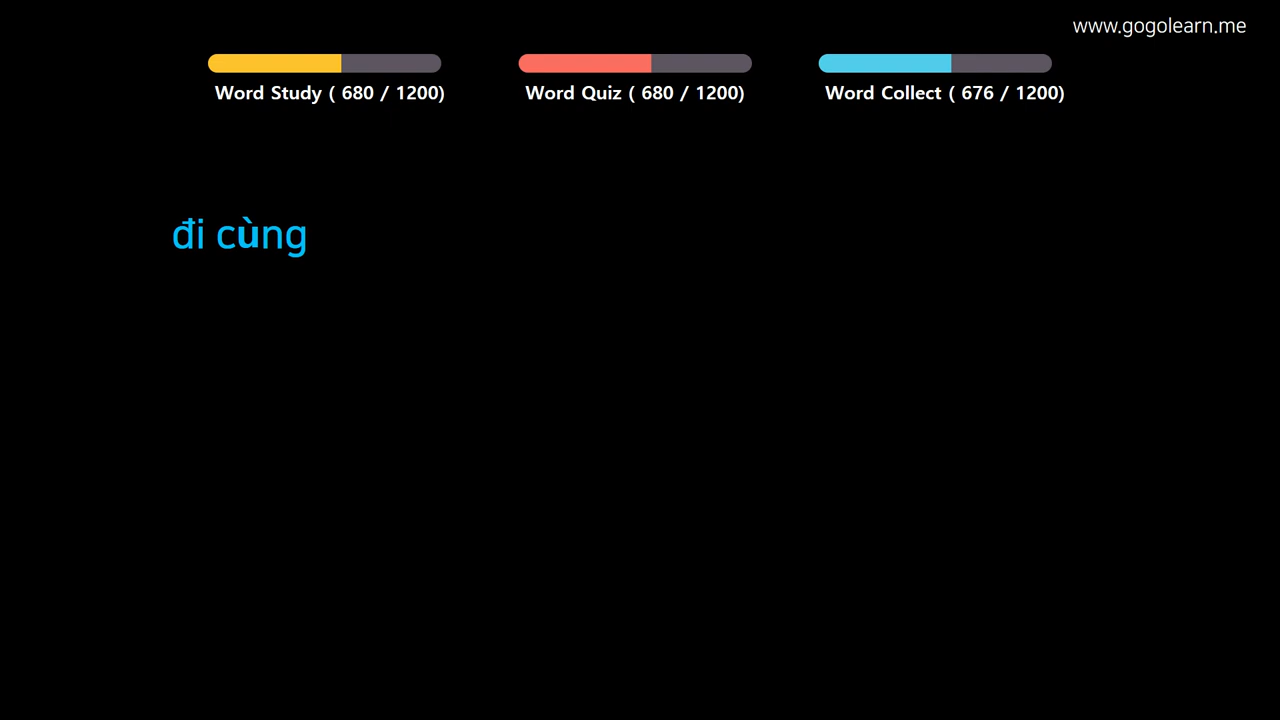 www.gogolearn.me
Word Study ( 680 / 1200)
Word Quiz ( 680 / 1200)
Word Collect ( 676 / 1200)
đi cùng